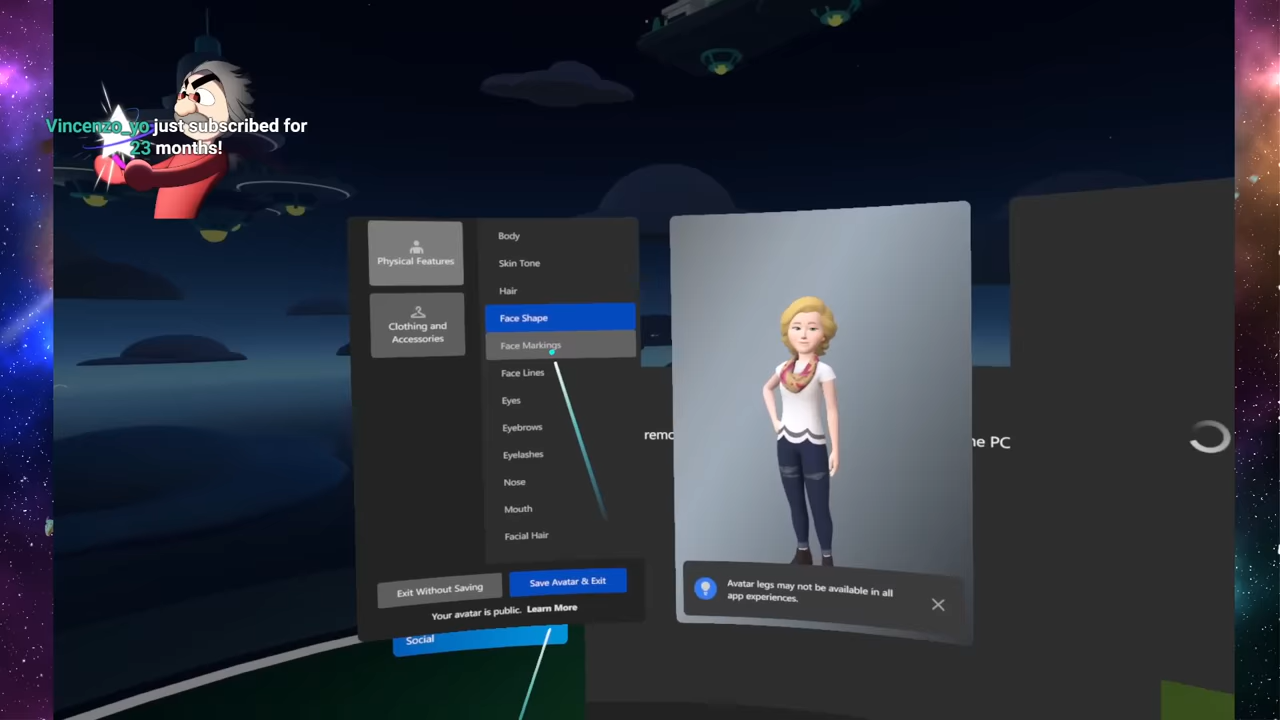 Vincenzo_yo just subscribed for
23 months!
Physical Features
Clothing and
Accessories
Body
Skin Tone
Hair
Face Shape
Face Markings
Face Lines
Eyes
Eyebrows
Eyelashes
Nose
Mouth
Facial Hair
Exit Without Saving
Save Avatar & Exit
Your avatar is public. Learn More
Social
remo
he PC
Avatar legs may not be available in all
app experiences.